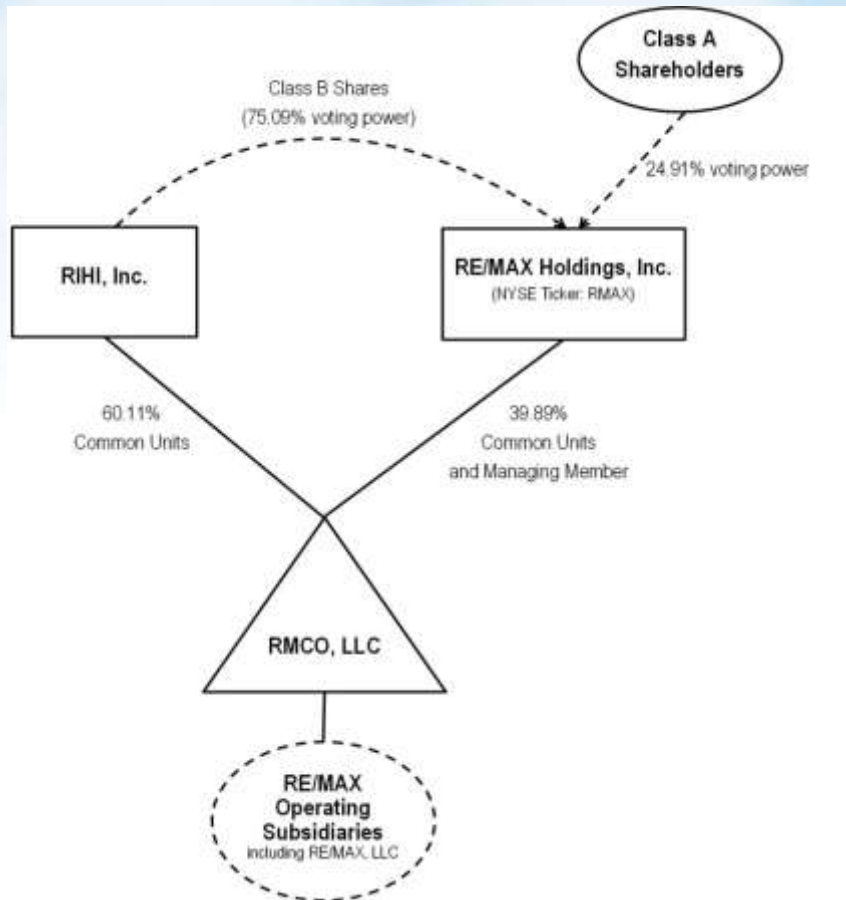 Class A
Shareholders
Class B Shares
(75.09% voting power)
24.91% voting power
RIHI, Inc.
RE/MAX Holdings, Inc.
(NYSE Ticker: RMAX)
60.11%
Common Units
39.89%
Common Units
and Managing Member
RMCO, LLC
RE/MAX
Operating
Subsidiaries
including RE/MAX, LLC